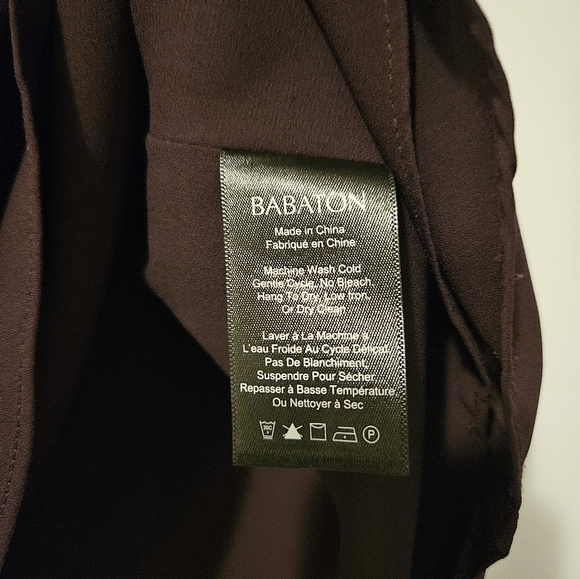 BABATON
Made in China
Fabriqué en Chine
Machine Wash Cold
Gentle Cycle, No Bleach,
Hang To Dry, Low Iron,
Or Dry Clean
Laver à La Machine à
L'eau Froide Au Cycle Délicat,
Pas De Blanchiment,
Suspendre Pour Sécher,
Repasser à Basse Température,
Ou Nettoyer à Sec
30C
P